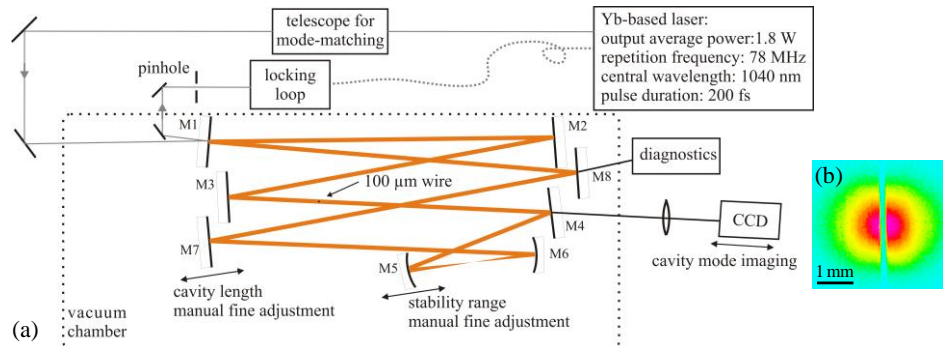 telescope for
mode-matching
Yb-based laser:
output average power:1.8 W
repetition frequency: 78 MHz
central wavelength: 1040 nm
pulse duration: 200 fs
pinhole
locking
loop
M1
M2
M8
diagnostics
M3
100 µm wire
(b)
M4
CCD
M7
M6
M5
cavity mode imaging
1 mm
cavity length
manual fine adjustment
stability range
manual fine adjustment
vacuum
chamber
(a)